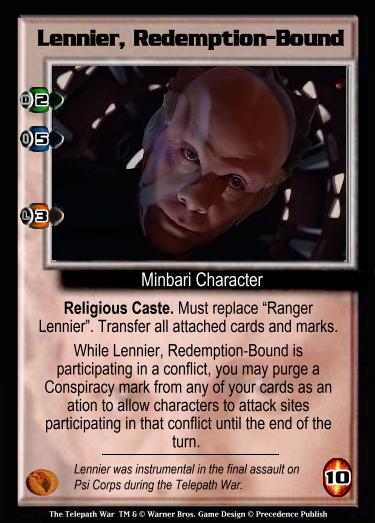 Lennier, Redemption-Bound
D 2
I 5
L 3
Minbari Character
Religious Caste. Must replace “Ranger
Lennier”. Transfer all attached cards and marks.
While Lennier, Redemption-Bound is
participating in a conflict, you may purge a
Conspiracy mark from any of your cards as an
ation to allow characters to attack sites
participating in that conflict until the end of the
turn.
Lennier was instrumental in the final assault on
Psi Corps during the Telepath War.
10
The Telepath War TM & © Warner Bros. Game Design © Precedence Publish